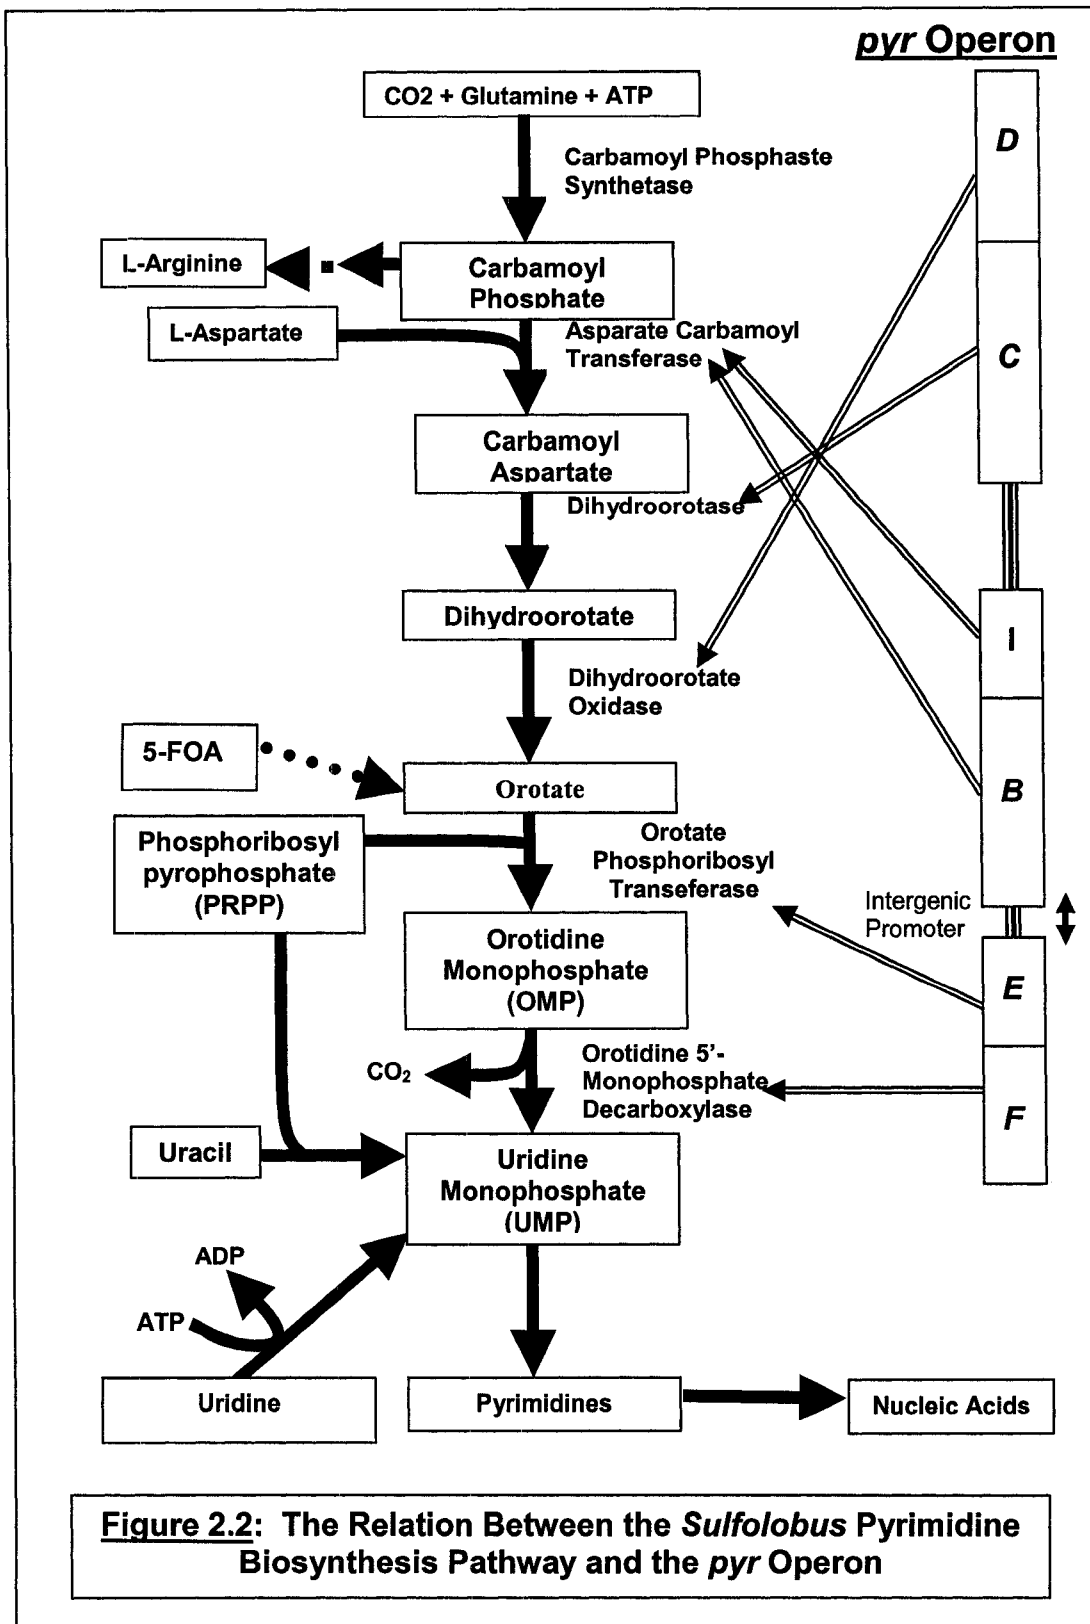 pyr Operon
CO2 + Glutamine + ATP
Carbamoyl Phosphaste
Synthetase
L-Arginine
Carbamoyl
Phosphate
L-Aspartate
Asparate Carbamoyl
Transferase
Carbamoyl
Aspartate
Dihydroorotase
Dihydroorotate
Dihydroorotate
Oxidase
5-FOA
Orotate
Phosphoribosyl
pyrophosphate
(PRPP)
Orotate
Phosphoribosyl
Transeferase
Orotidine
Monophosphate
(OMP)
CO2
Orotidine 5'-
Monophosphate
Decarboxylase
Uracil
Uridine
Monophosphate
(UMP)
ADP
ATP
Uridine
Pyrimidines
Nucleic Acids
D
C
I
B
Intergenic
Promoter
E
F
Figure 2.2: The Relation Between the Sulfolobus Pyrimidine
Biosynthesis Pathway and the pyr Operon